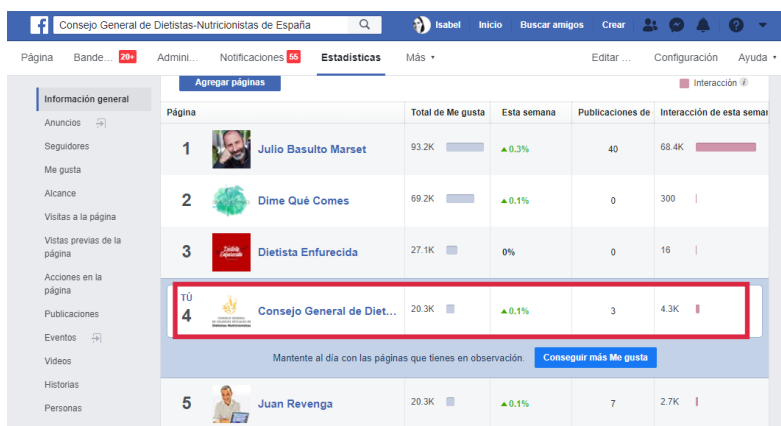 Consejo General de Dietistas-Nutricionistas de España
Isabel Inicio Buscar amigos Crear
Página Bande... 20+ Admini... Notificaciones 55 Estadísticas Más Editar ... Configuración Ayuda
Información general
Anuncios
Seguidores
Me gusta
Alcance
Visitas a la página
Vistas previas de la
página
Acciones en la
página
Publicaciones
Eventos
Videos
Historias
Personas
Agregar páginas
Interacción
Página Total de Me gusta Esta semana Publicaciones de Interacción de esta semar
1 Julio Basulto Marset 93.2K 0.3% 40 68.4K
2 Dime Qué Comes 69.2K 0.1% 0 300
3 Dietista Enfurecida 27.1K 0% 0 16
TÚ
4 Consejo General de Diet... 20.3K 0.1% 3 4.3K
Mantente al día con las páginas que tienes en observación. Conseguir más Me gusta
5 Juan Revenga 20.3K 0.1% 7 2.7K